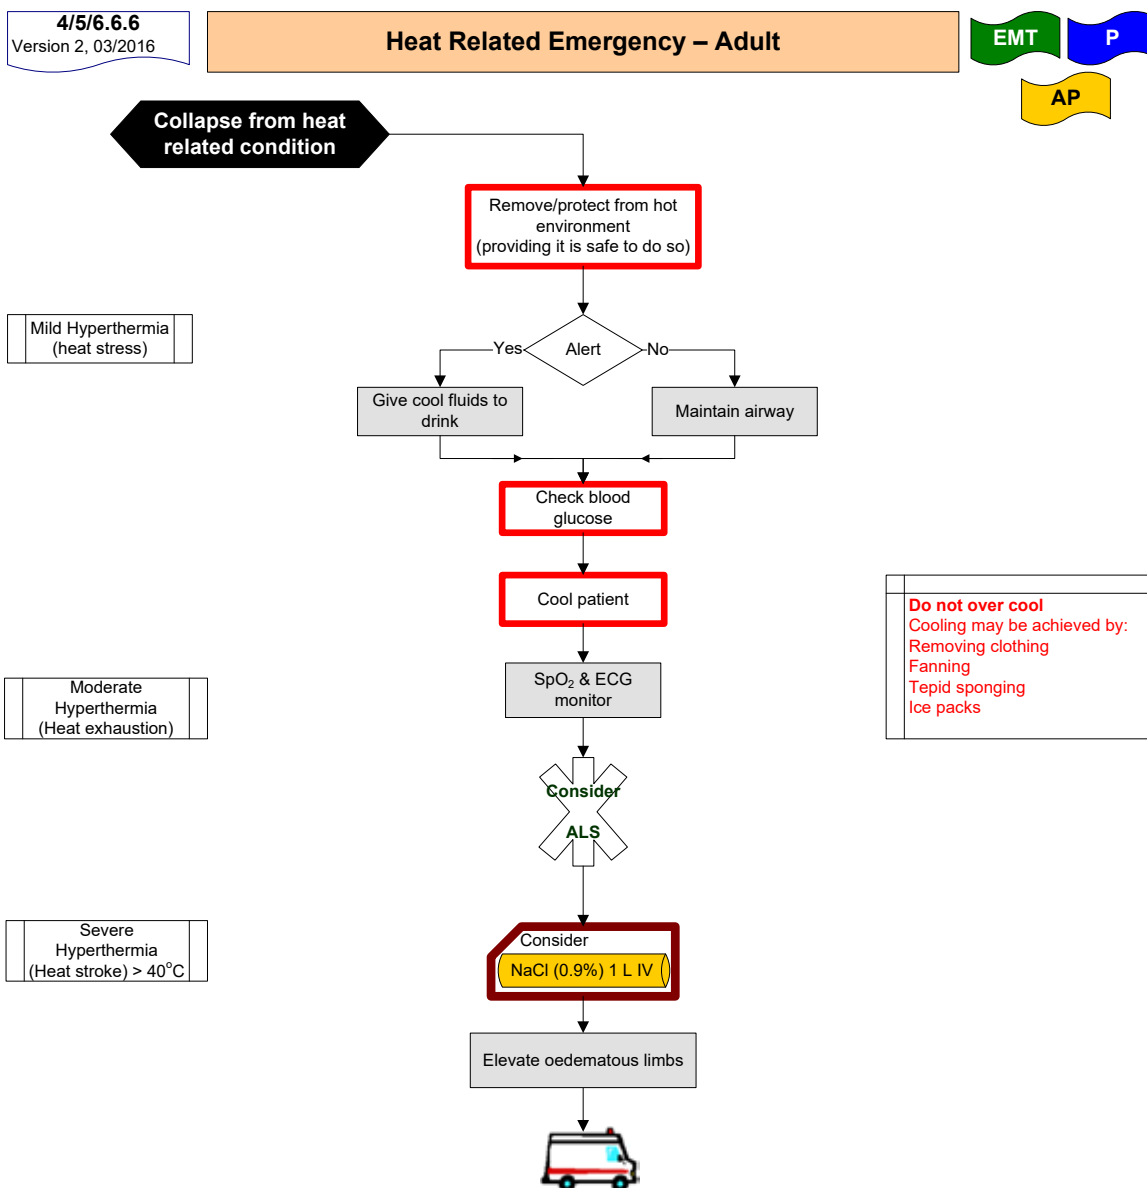 4/5/6.6.6
Version 2, 03/2016
Heat Related Emergency – Adult
EMT
P
AP
Collapse from heat
related condition
Remove/protect from hot
environment
(providing it is safe to do so)
Mild Hyperthermia
(heat stress)
Yes
Alert
No
Give cool fluids to
drink
Maintain airway
Check blood
glucose
Cool patient
Do not over cool
Cooling may be achieved by:
Removing clothing
Fanning
Tepid sponging
Ice packs
SpO₂ & ECG
monitor
Moderate
Hyperthermia
(Heat exhaustion)
Consider
ALS
Severe
Hyperthermia
(Heat stroke) > 40°C
Consider
NaCl (0.9%) 1 L IV
Elevate oedematous limbs